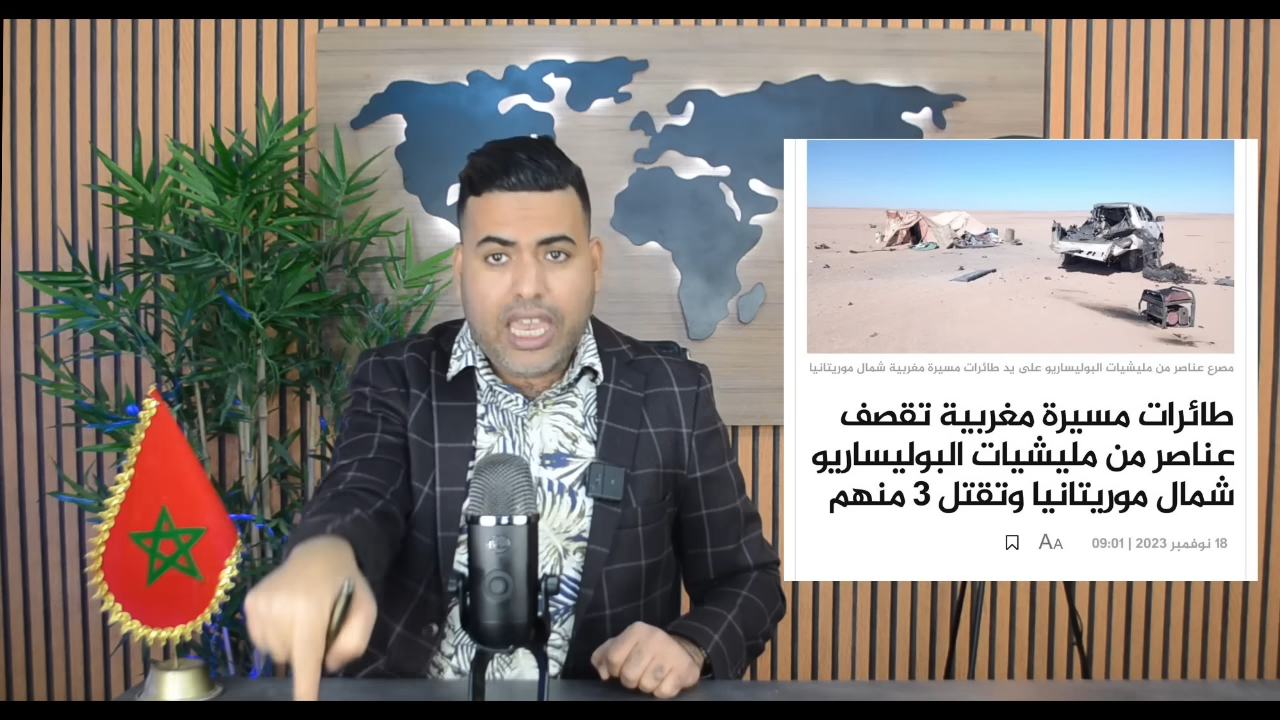 مصرع عناصر من مليشيات البوليساريو على يد طائرات مسيرة مغربية شمال موريتانيا
طائرات مسيرة مغربية تقصف
عناصر من مليشيات البوليساريو
شمال موريتانيا وتقتل 3 منهم
18 نوفمبر 2023 | 09:01 AA